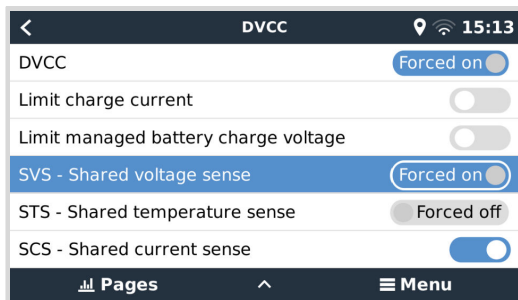 DVCC 15:13
DVCC Forced on
Limit charge current
Limit managed battery charge voltage
SVS - Shared voltage sense Forced on
STS - Shared temperature sense Forced off
SCS - Shared current sense
Pages Menu